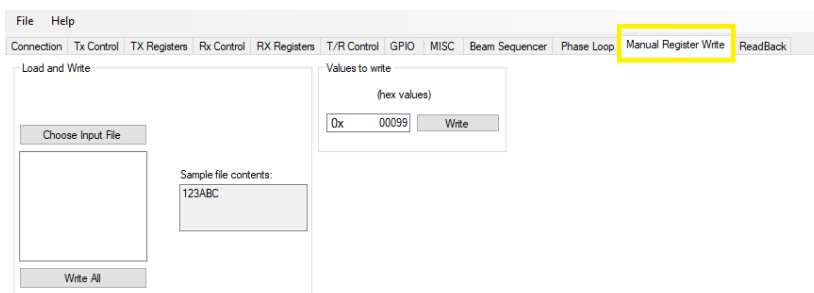 File Help
Connection Tx Control TX Registers Rx Control RX Registers T/R Control GPIO MISC Beam Sequencer Phase Loop Manual Register Write ReadBack
Load and Write
Values to write
(hex values)
0x 00099 Write
Choose Input File
Sample file contents:
123ABC
Write All